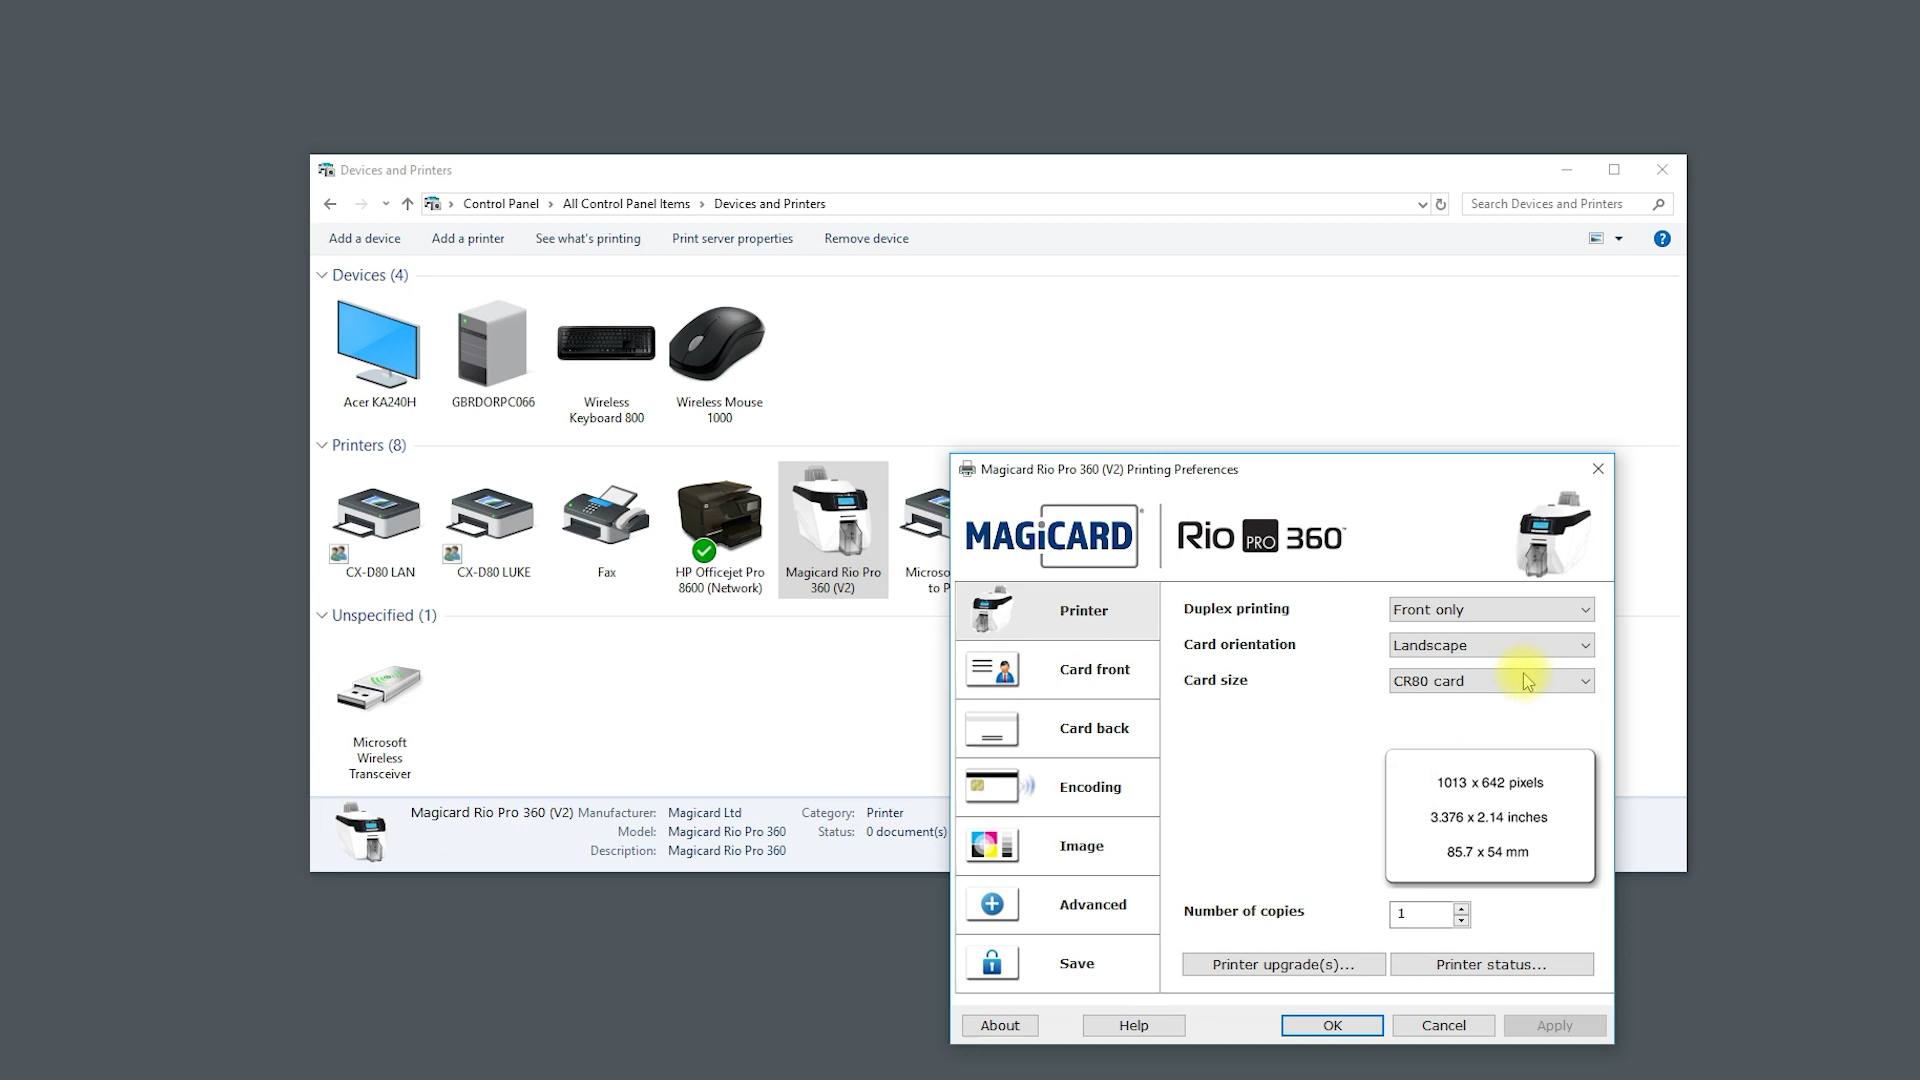 Devices and Printers
Control Panel > All Control Panel Items > Devices and Printers
Search Devices and Printers
Add a device
Add a printer
See what's printing
Print server properties
Remove device
?
Devices (4)
Acer KA240H
GBRDORPC066
Wireless
Keyboard 800
Wireless Mouse
1000
Printers (8)
CX-D80 LAN
CX-D80 LUKE
Fax
HP Officejet Pro
8600 (Network)
Magicard Rio Pro
360 (V2)
Microso
to P
Unspecified (1)
Microsoft
Wireless
Transceiver
Magicard Rio Pro 360 (V2)
Manufacturer: Magicard Ltd
Model: Magicard Rio Pro 360
Description: Magicard Rio Pro 360
Category: Printer
Status: 0 document(s)
Magicard Rio Pro 360 (V2) Printing Preferences
MAGiCARD
Rio PRO 360™
Printer
Card front
Card back
Encoding
Image
Advanced
Save
Duplex printing
Front only
Card orientation
Landscape
Card size
CR80 card
1013 x 642 pixels
3.376 x 2.14 inches
85.7 x 54 mm
Number of copies
1
Printer upgrade(s)...
Printer status...
About
Help
OK
Cancel
Apply